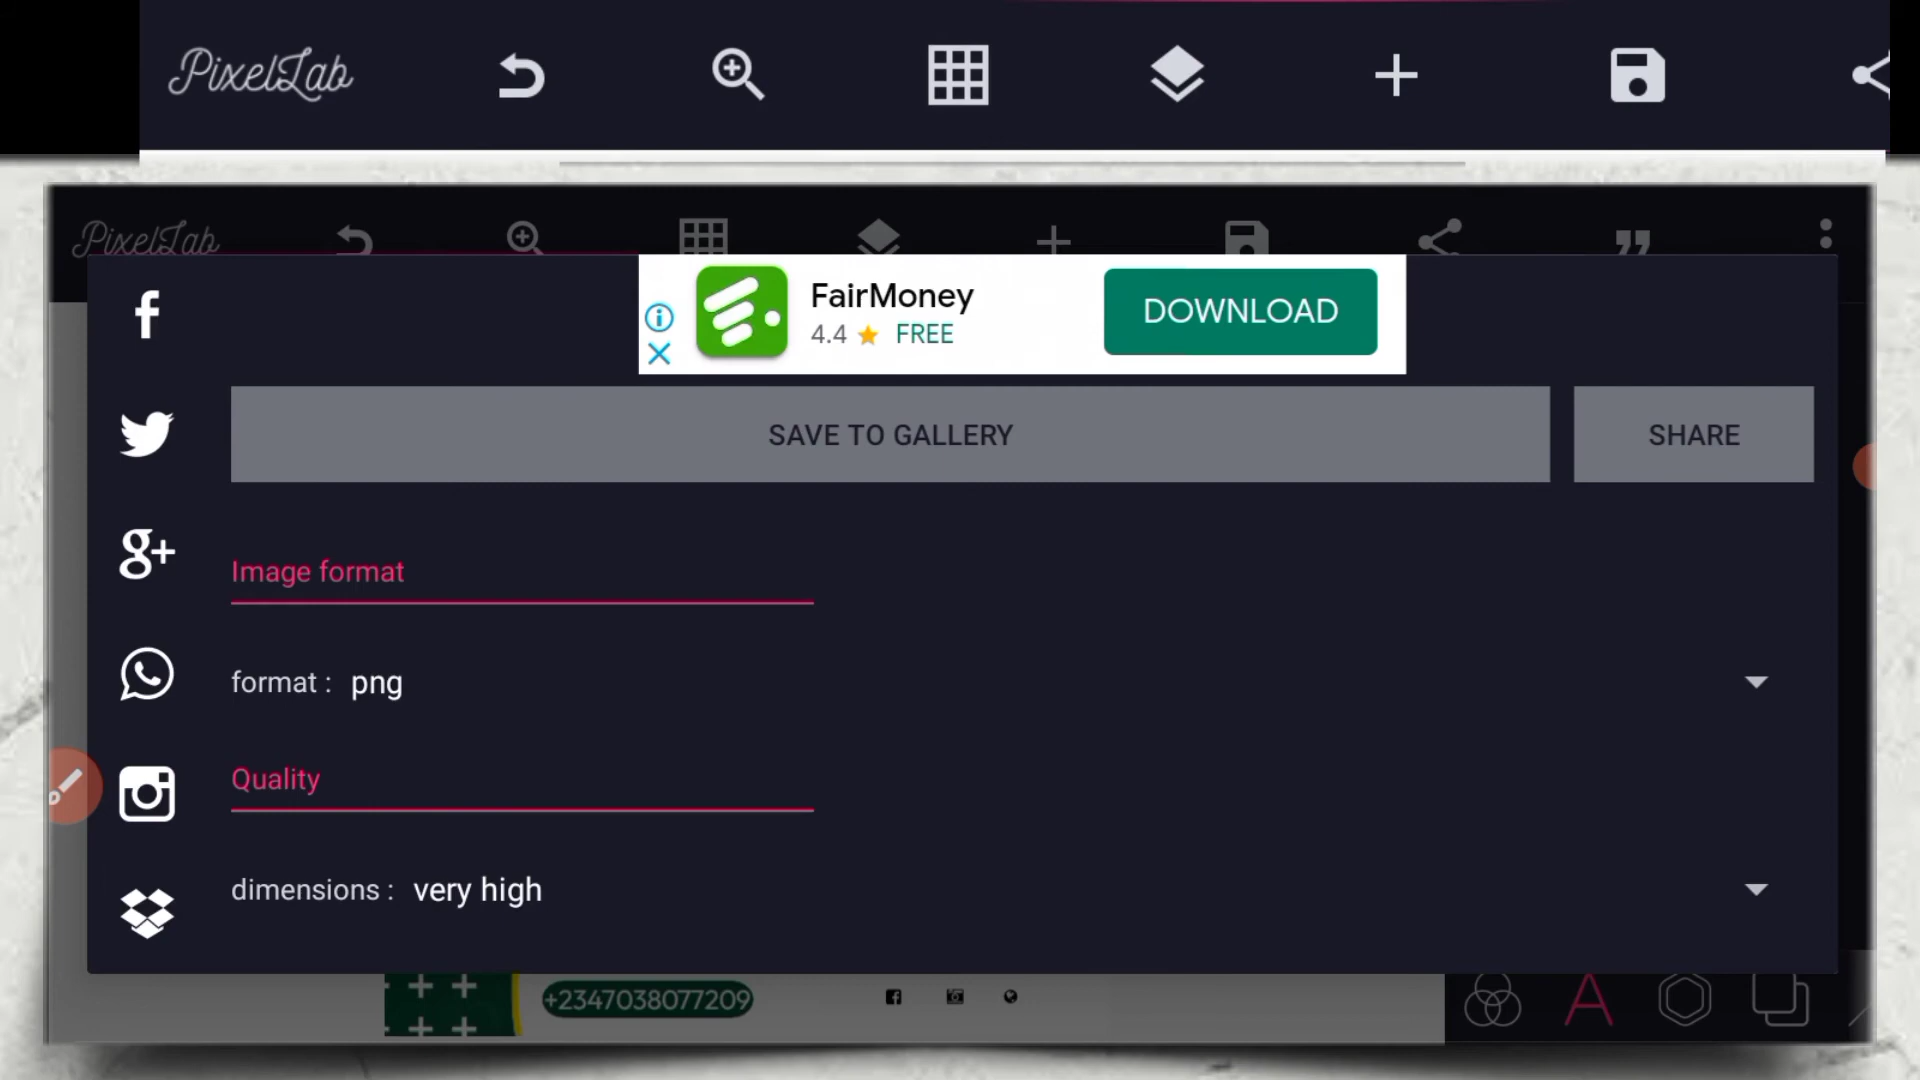 PixelLab
PixelLab
FairMoney
4.4 FREE
DOWNLOAD
SAVE TO GALLERY
SHARE
Image format
format : png
Quality
dimensions : very high
+2347038077209